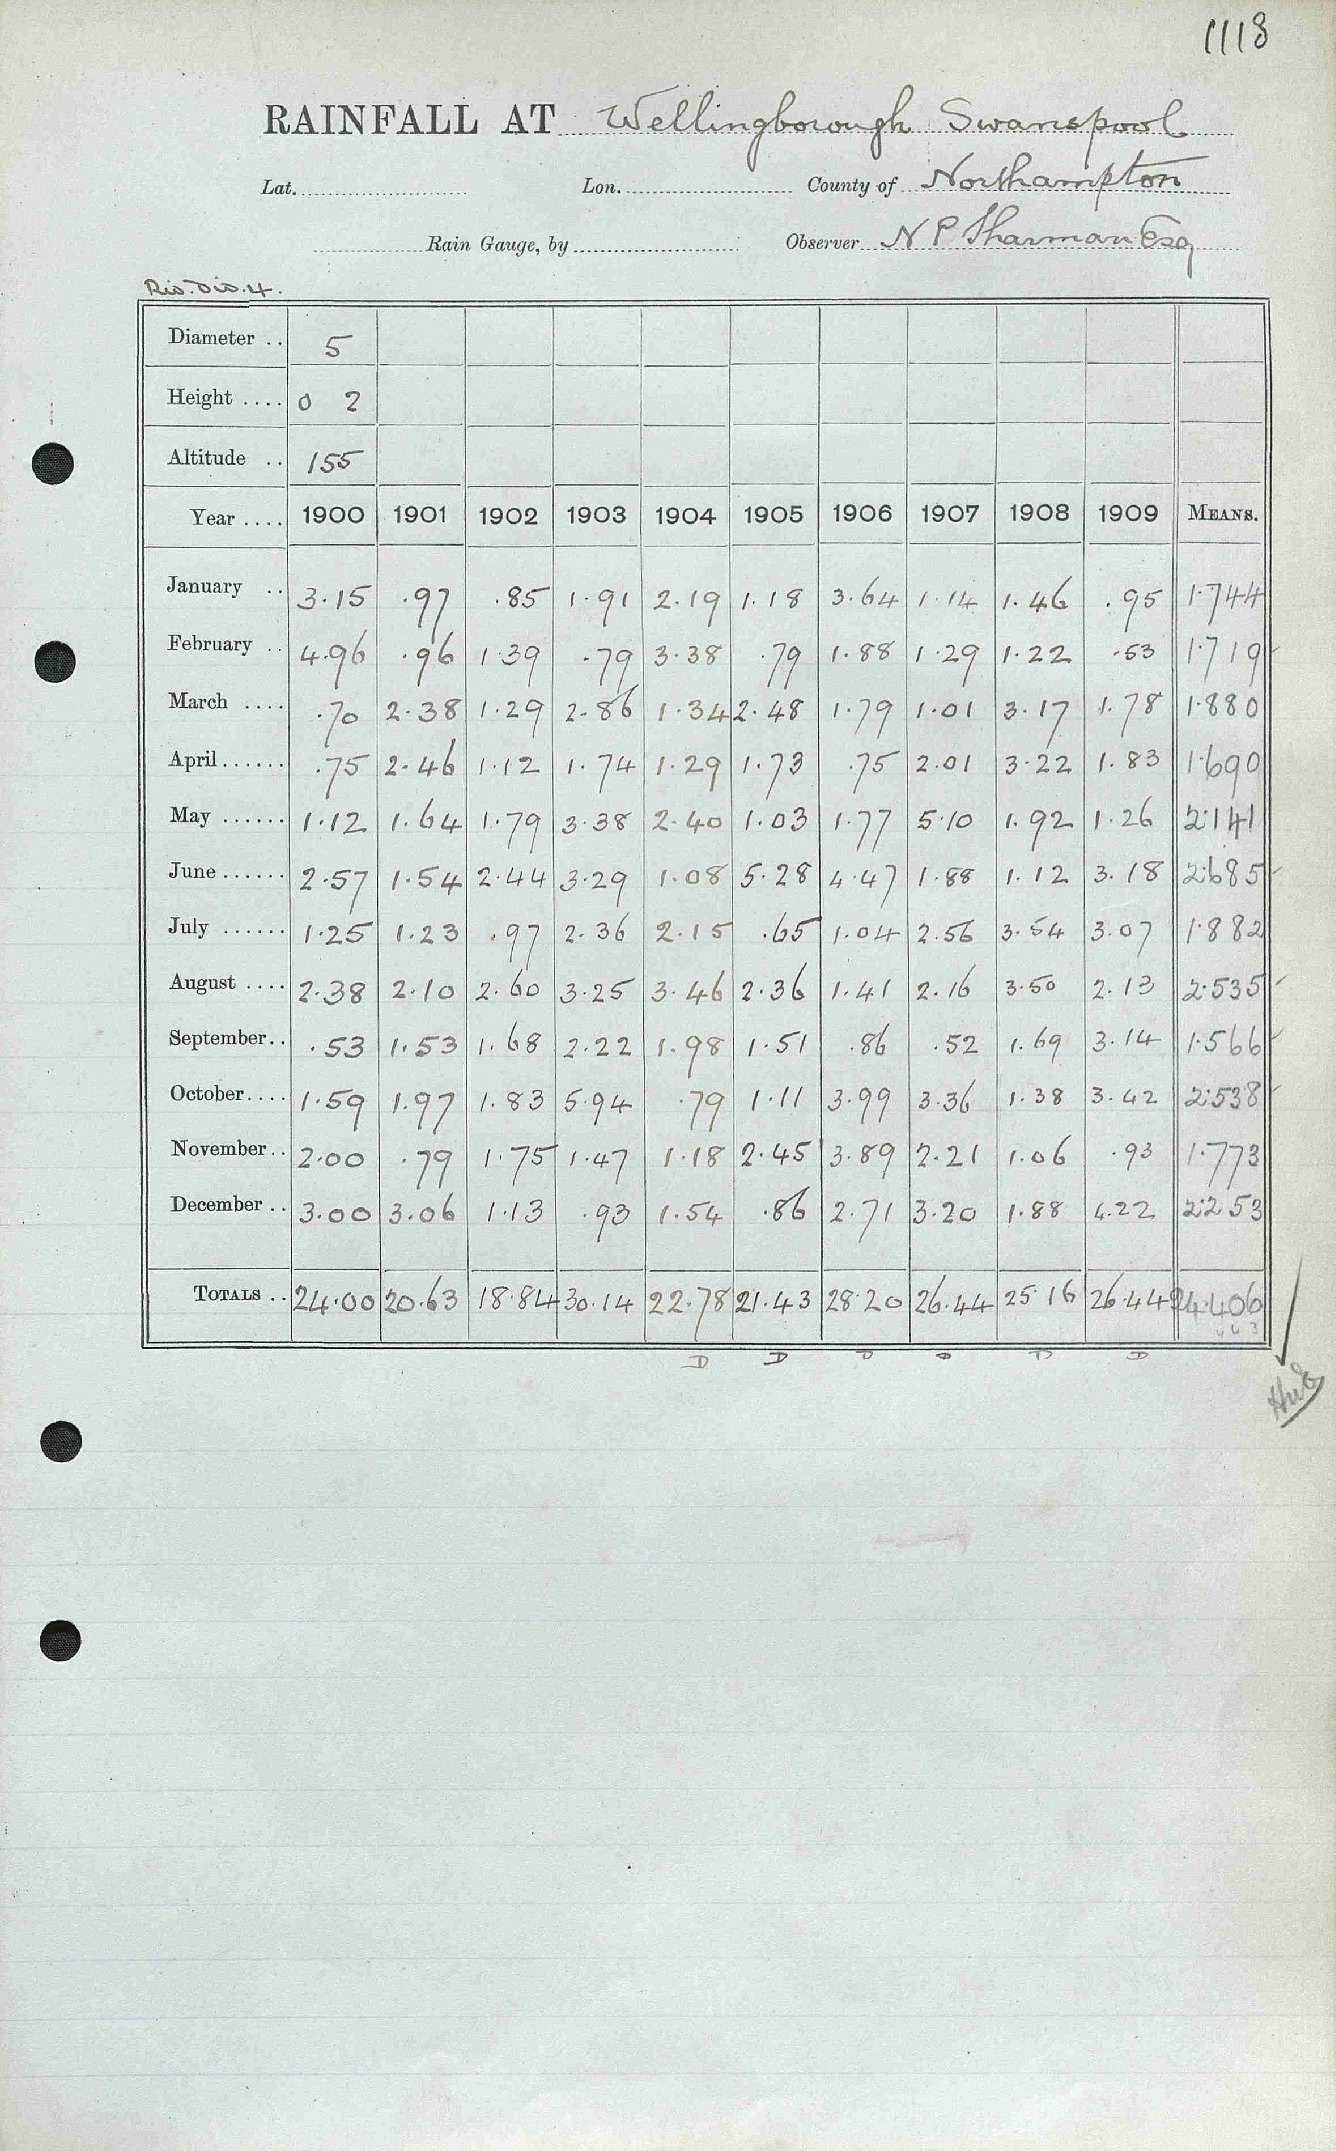 1118
RAINFALL AT Wellingborough Swanspool
Lat. Lon. County of Northampton
Rain Gauge, by Observer N P Sharman Esq
Riv. Div. 4.
Diameter .. 5
Height .... 0 2
Altitude .. 155
Year .... 1900 1901 1902 1903 1904 1905 1906 1907 1908 1909 MEANS.
January .. 3.15 .97 .85 1.91 2.19 1.18 3.64 1.14 1.46 .95 1.744
February .. 4.96 .96 1.39 .79 3.38 .79 1.88 1.29 1.22 .53 1.719
March .... .70 2.38 1.29 2.86 1.34 2.48 1.79 1.01 3.17 1.78 1.880
April ...... .75 2.46 1.12 1.74 1.29 1.73 .75 2.01 3.22 1.83 1.690
May ...... 1.12 1.64 1.79 3.38 2.40 1.03 1.77 5.10 1.92 1.26 2.141
June ...... 2.57 1.54 2.44 3.29 1.08 5.28 4.47 1.88 1.12 3.18 2.685
July ...... 1.25 1.23 .97 2.36 2.15 .65 1.04 2.56 3.54 3.07 1.882
August .... 2.38 2.10 2.60 3.25 3.46 2.36 1.41 2.16 3.50 2.13 2.535
September.. .53 1.53 1.68 2.22 1.98 1.51 .86 .52 1.69 3.14 1.566
October.... 1.59 1.97 1.83 5.94 .79 1.11 3.99 3.36 1.38 3.42 2.538
November.. 2.00 .79 1.75 1.47 1.18 2.45 3.89 2.21 1.06 .93 1.773
December .. 3.00 3.06 1.13 .93 1.54 .86 2.71 3.20 1.88 4.22 2.253
TOTALS .. 24.00 20.63 18.84 30.14 22.78 21.43 28.20 26.44 25.16 26.44 24.406
D D D D D D